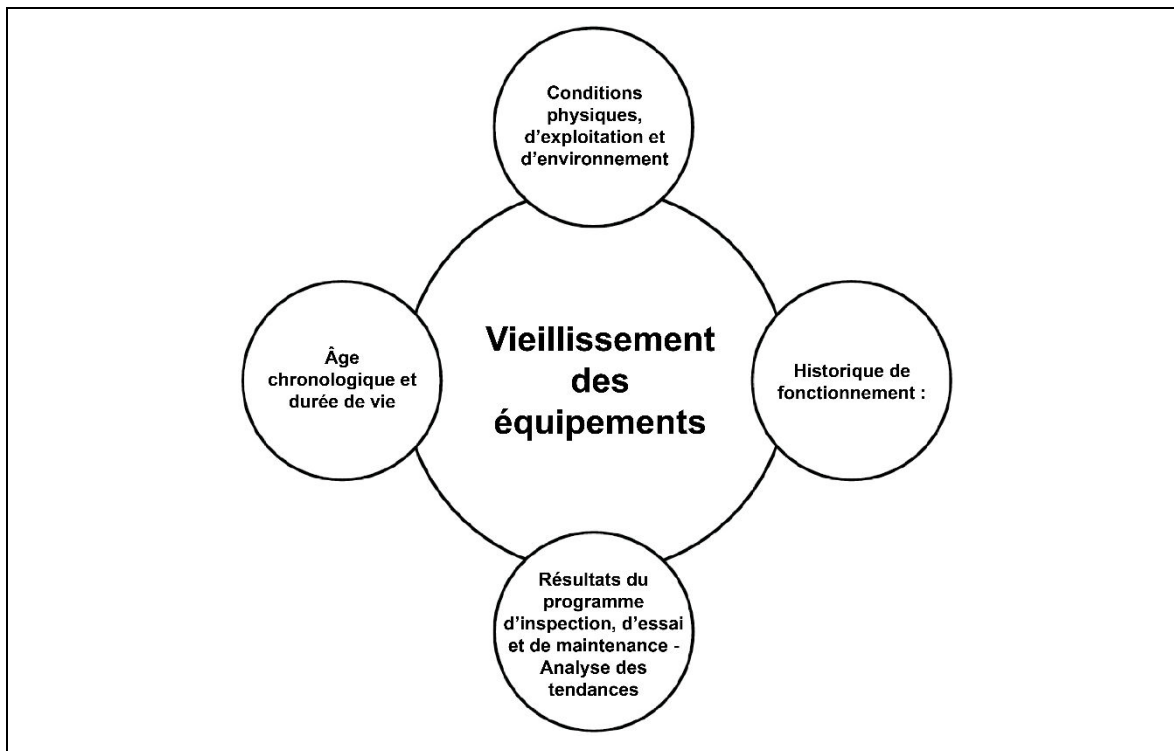 Conditions
physiques,
d’exploitation et
d’environnement
Vieillissement
des
équipements
Âge
chronologique et
durée de vie
Historique de
fonctionnement :
Résultats du
programme
d’inspection, d’essai
et de maintenance -
Analyse des
tendances